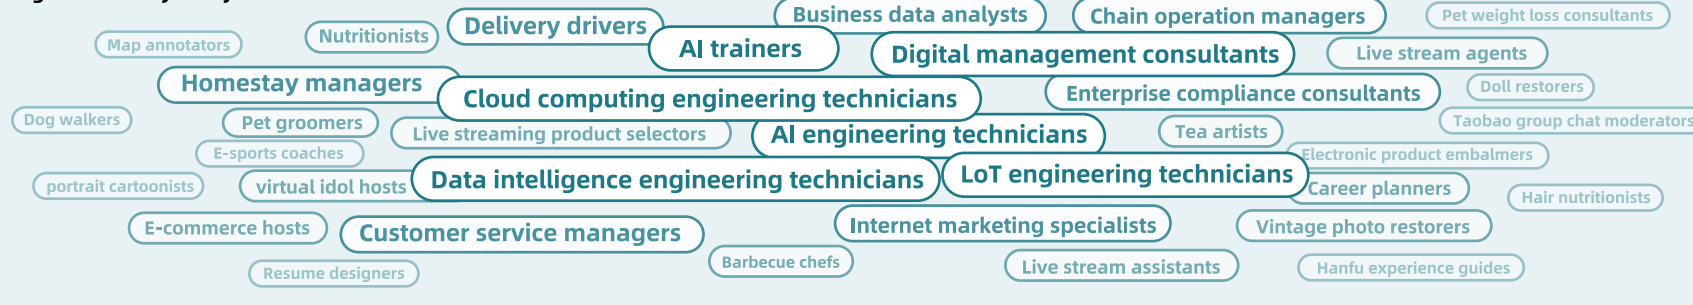 Business data analysts
Chain operation managers
Pet weight loss consultants
Delivery drivers
Nutritionists
Map annotators
AI trainers
Digital management consultants
Live stream agents
Homestay managers
Cloud computing engineering technicians
Enterprise compliance consultants
Doll restorers
Dog walkers
Pet groomers
Live streaming product selectors
AI engineering technicians
Tea artists
Taobao group chat moderators
E-sports coaches
Electronic product embalmers
portrait cartoonists
virtual idol hosts
Data intelligence engineering technicians
LoT engineering technicians
Career planners
Hair nutritionists
E-commerce hosts
Customer service managers
Internet marketing specialists
Vintage photo restorers
Resume designers
Barbecue chefs
Live stream assistants
Hanfu experience guides